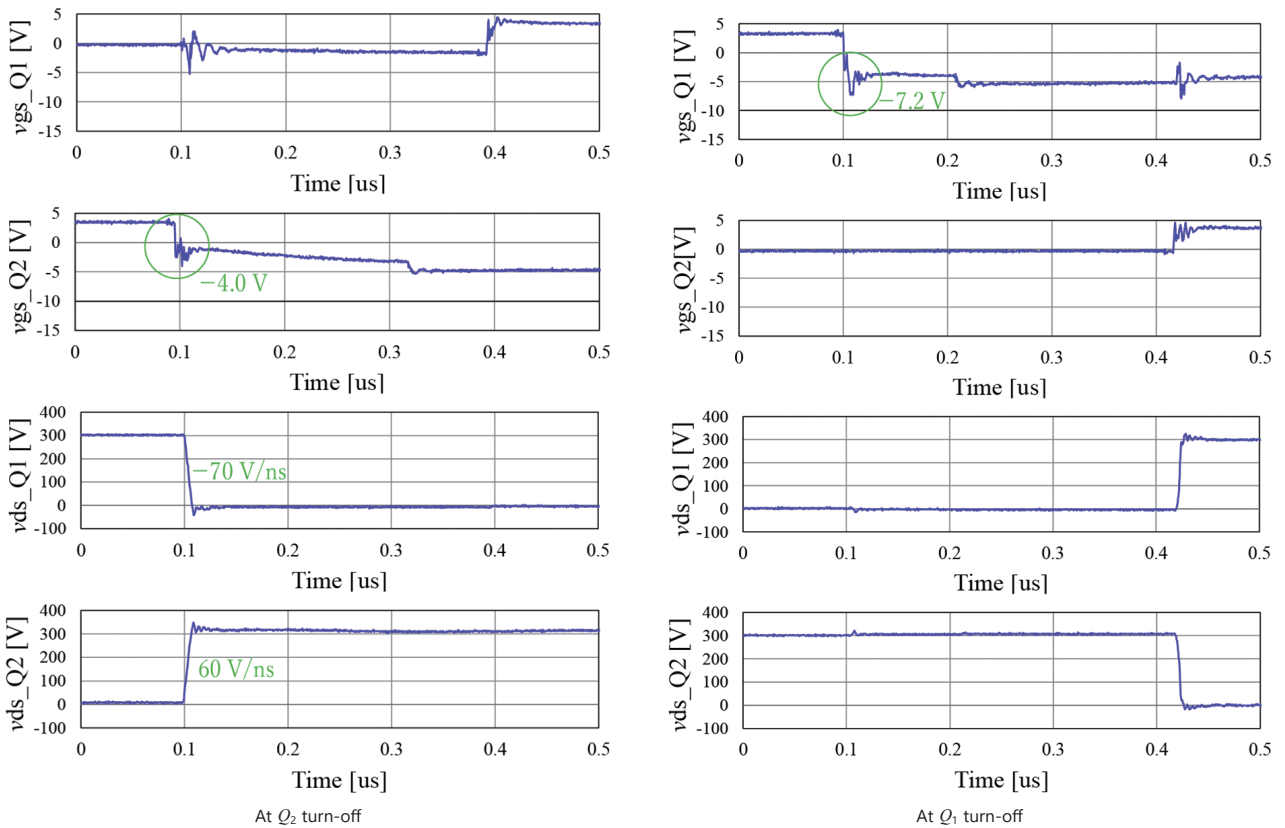 vgs_Q1 [V]
5
0
-5
-10
-15
0 0.1 0.2 0.3 0.4 0.5
Time [us]
vgs_Q2 [V]
5
0
-5
-10
-15
−4.0 V
0 0.1 0.2 0.3 0.4 0.5
Time [us]
vds_Q1 [V]
400
300
200
100
0
-100
−70 V/ns
0 0.1 0.2 0.3 0.4 0.5
Time [us]
vds_Q2 [V]
400
300
200
100
0
-100
60 V/ns
0 0.1 0.2 0.3 0.4 0.5
Time [us]
At Q2 turn-off
vgs_Q1 [V]
5
0
-5
-10
-15
−7.2 V
0 0.1 0.2 0.3 0.4 0.5
Time [us]
vgs_Q2[V]
5
0
-5
-10
-15
0 0.1 0.2 0.3 0.4 0.5
Time [us]
vds_Q1 [V]
400
300
200
100
0
-100
0 0.1 0.2 0.3 0.4 0.5
Time [us]
vds_Q2 [V]
400
300
200
100
0
-100
0 0.1 0.2 0.3 0.4 0.5
Time [us]
At Q1 turn-off